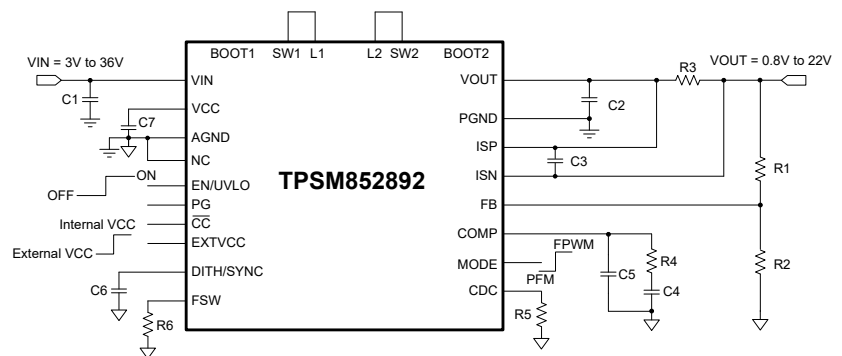 BOOT1 SW1 L1 L2 SW2 BOOT2
VIN = 3V to 36V
VOUT = 0.8V to 22V
C1
VIN
VCC
C7
AGND
NC
OFF ON
EN/UVLO
PG
Internal VCC
CC
External VCC
EXTVCC
DITH/SYNC
C6
FSW
R6
TPSM852892
VOUT
R3
C2
PGND
ISP
C3
ISN
R1
FB
COMP
FPWM
MODE
PFM
R4
C5
C4
R2
CDC
R5